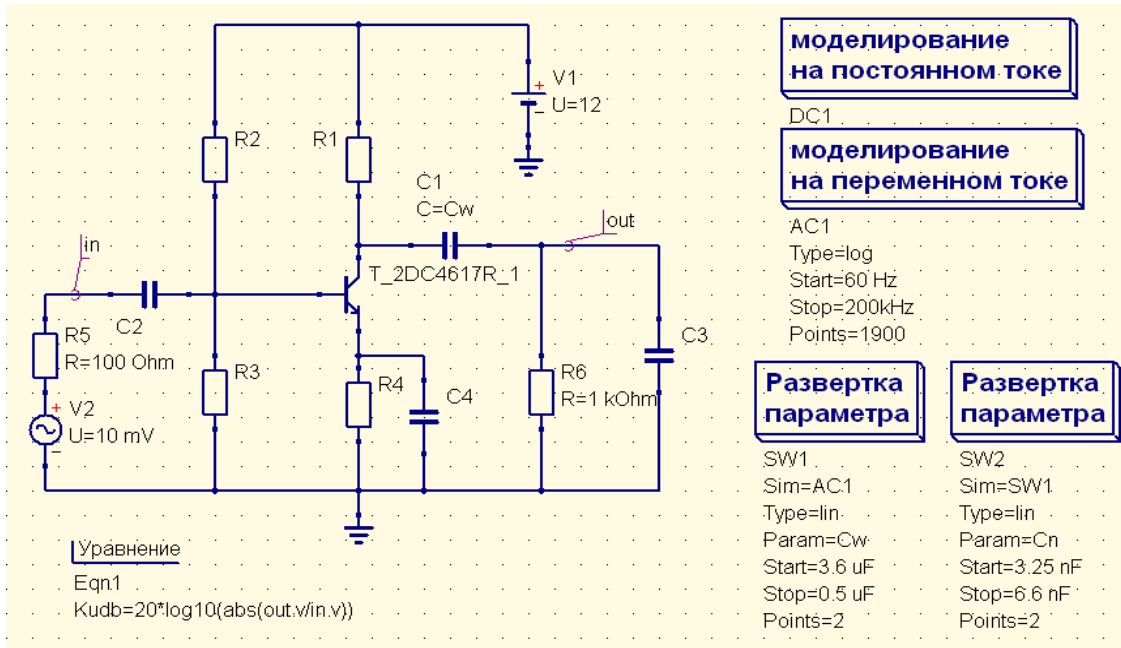 моделирование
на постоянном токе
DC1
моделирование
на переменном токе
AC1
Type=log
Start=60 Hz
Stop=200kHz
Points=1900
Развертка
параметра
SW1
Sim=AC1
Type=lin
Param=Cw
Start=3.6 uF
Stop=0.5 uF
Points=2
Развертка
параметра
SW2
Sim=SW1
Type=lin
Param=Cn
Start=3.25 nF
Stop=6.6 nF
Points=2
+
V1
U=12
-
R2
R1
C1
C=Cw
in
out
T_2DC4617R_1
C2
C3
R5
R=100 Ohm
R3
R4
C4
R6
R=1 kOhm
+
V2
U=10 mV
-
Уравнение
Eqn1
Kudb=20*log10(abs(out.v/in.v))